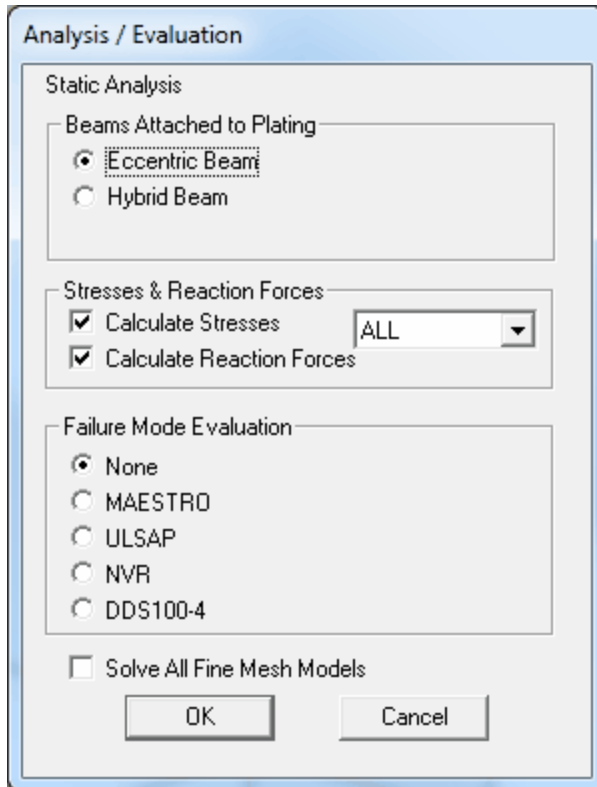 Analysis / Evaluation
Static Analysis
Beams Attached to Plating
Eccentric Beam
Hybrid Beam
Stresses & Reaction Forces
Calculate Stresses
ALL
Calculate Reaction Forces
Failure Mode Evaluation
None
MAESTRO
ULSAP
NVR
DDS100-4
Solve All Fine Mesh Models
OK
Cancel